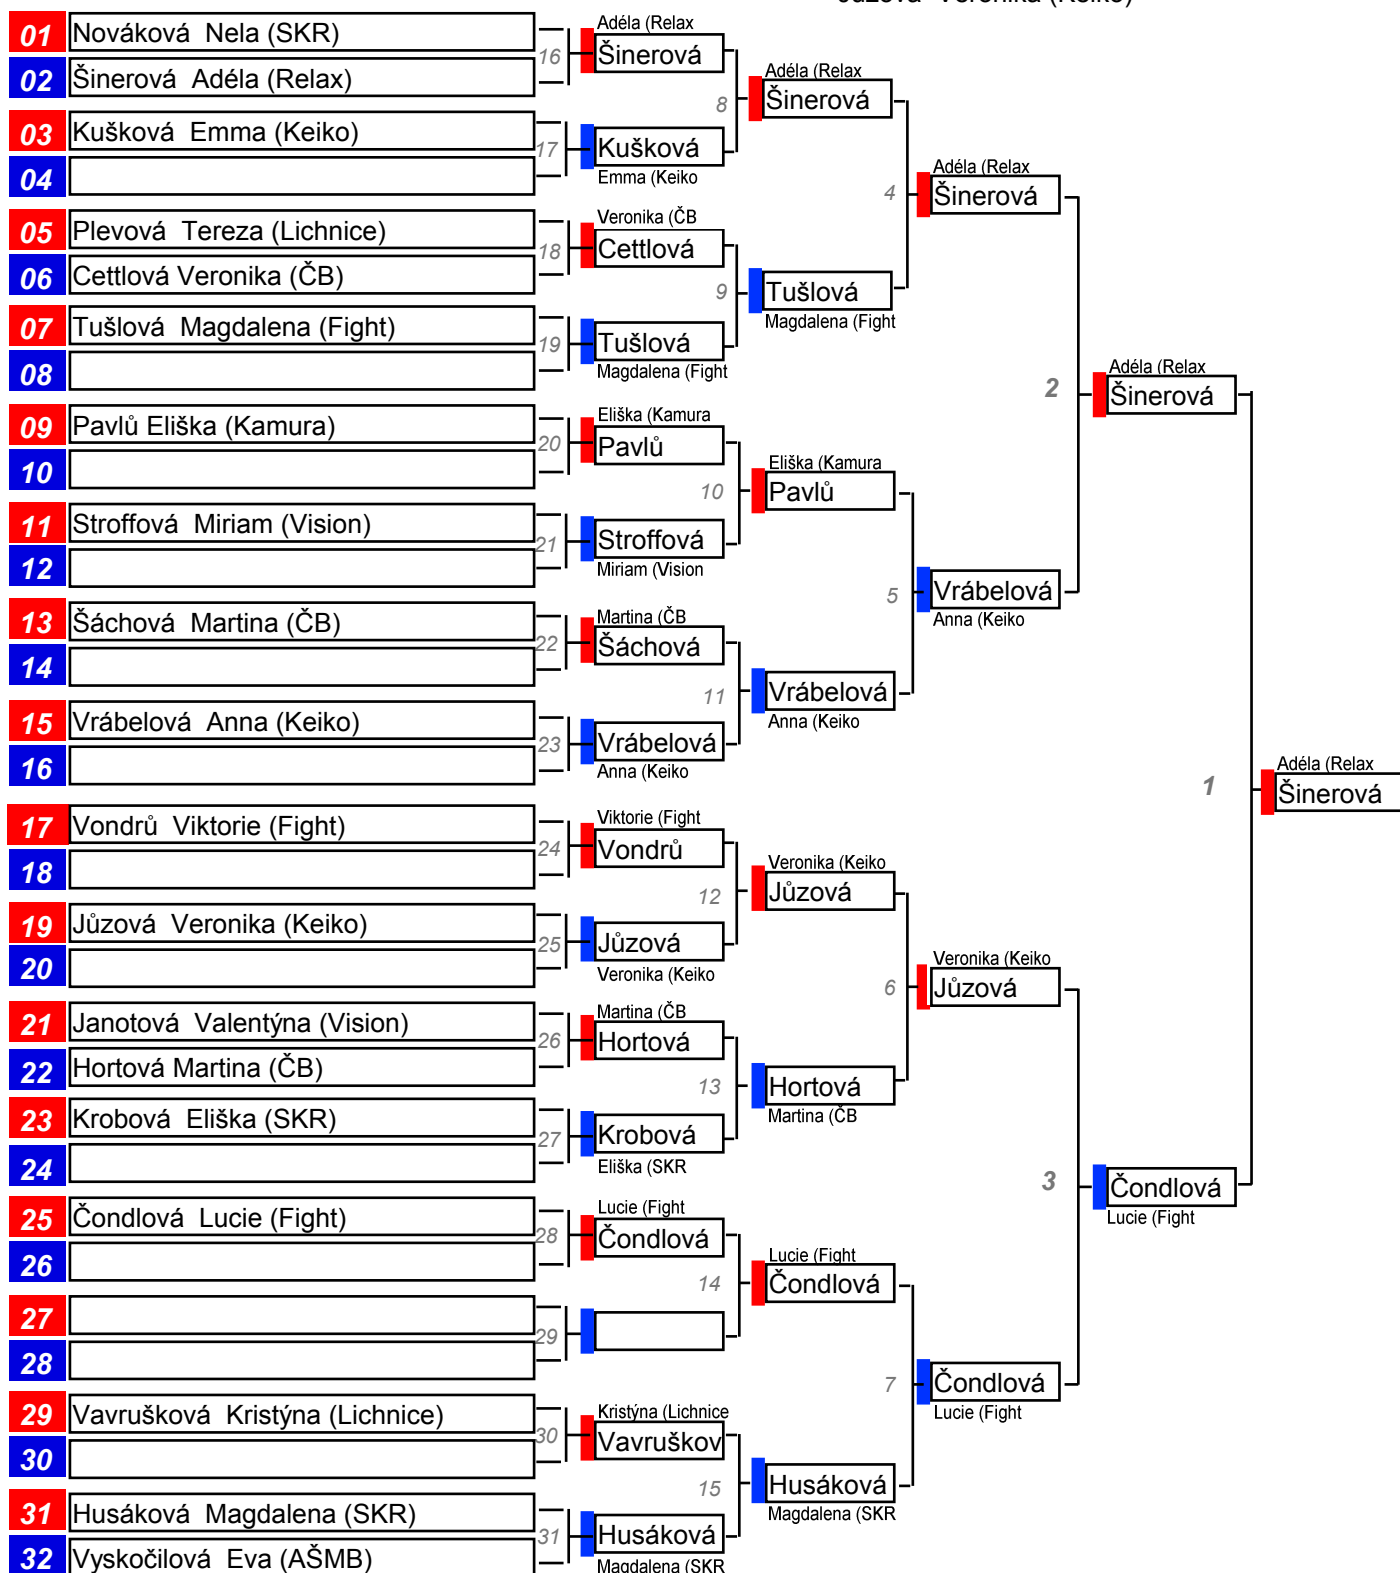 Jůzová Veronika (Keiko)
01 Nováková Nela (SKR)
02 Šinerová Adéla (Relax)
03 Kušková Emma (Keiko)
04
05 Plevová Tereza (Lichnice)
06 Cettlová Veronika (ČB)
07 Tušlová Magdalena (Fight)
08
09 Pavlů Eliška (Kamura)
10
11 Stroffová Miriam (Vision)
12
13 Šáchová Martina (ČB)
14
15 Vrábelová Anna (Keiko)
16
17 Vondrů Viktorie (Fight)
18
19 Jůzová Veronika (Keiko)
20
21 Janotová Valentýna (Vision)
22 Hortová Martina (ČB)
23 Krobová Eliška (SKR)
24
25 Čondlová Lucie (Fight)
26
27
28
29 Vavrušková Kristýna (Lichnice)
30
31 Husáková Magdalena (SKR)
32 Vyskočilová Eva (AŠMB)
16
17
18
19
20
21
22
23
24
25
26
27
28
29
30
31
Adéla (Relax
Šinerová
Kušková
Emma (Keiko
Veronika (ČB
Cettlová
Tušlová
Magdalena (Fight
Eliška (Kamura
Pavlů
Stroffová
Miriam (Vision
Martina (ČB
Šáchová
Vrábelová
Anna (Keiko
Viktorie (Fight
Vondrů
Jůzová
Veronika (Keiko
Martina (ČB
Hortová
Krobová
Eliška (SKR
Lucie (Fight
Čondlová
Kristýna (Lichnice
Vavruškov
Husáková
Magdalena (SKR
8
9
10
11
12
13
14
15
Adéla (Relax
Šinerová
Tušlová
Magdalena (Fight
Eliška (Kamura
Pavlů
Vrábelová
Anna (Keiko
Veronika (Keiko
Jůzová
Hortová
Martina (ČB
Lucie (Fight
Čondlová
Husáková
Magdalena (SKR
4
5
6
7
Adéla (Relax
Šinerová
Vrábelová
Anna (Keiko
Veronika (Keiko
Jůzová
Čondlová
Lucie (Fight
2
3
Adéla (Relax
Šinerová
Čondlová
Lucie (Fight
1
Adéla (Relax
Šinerová